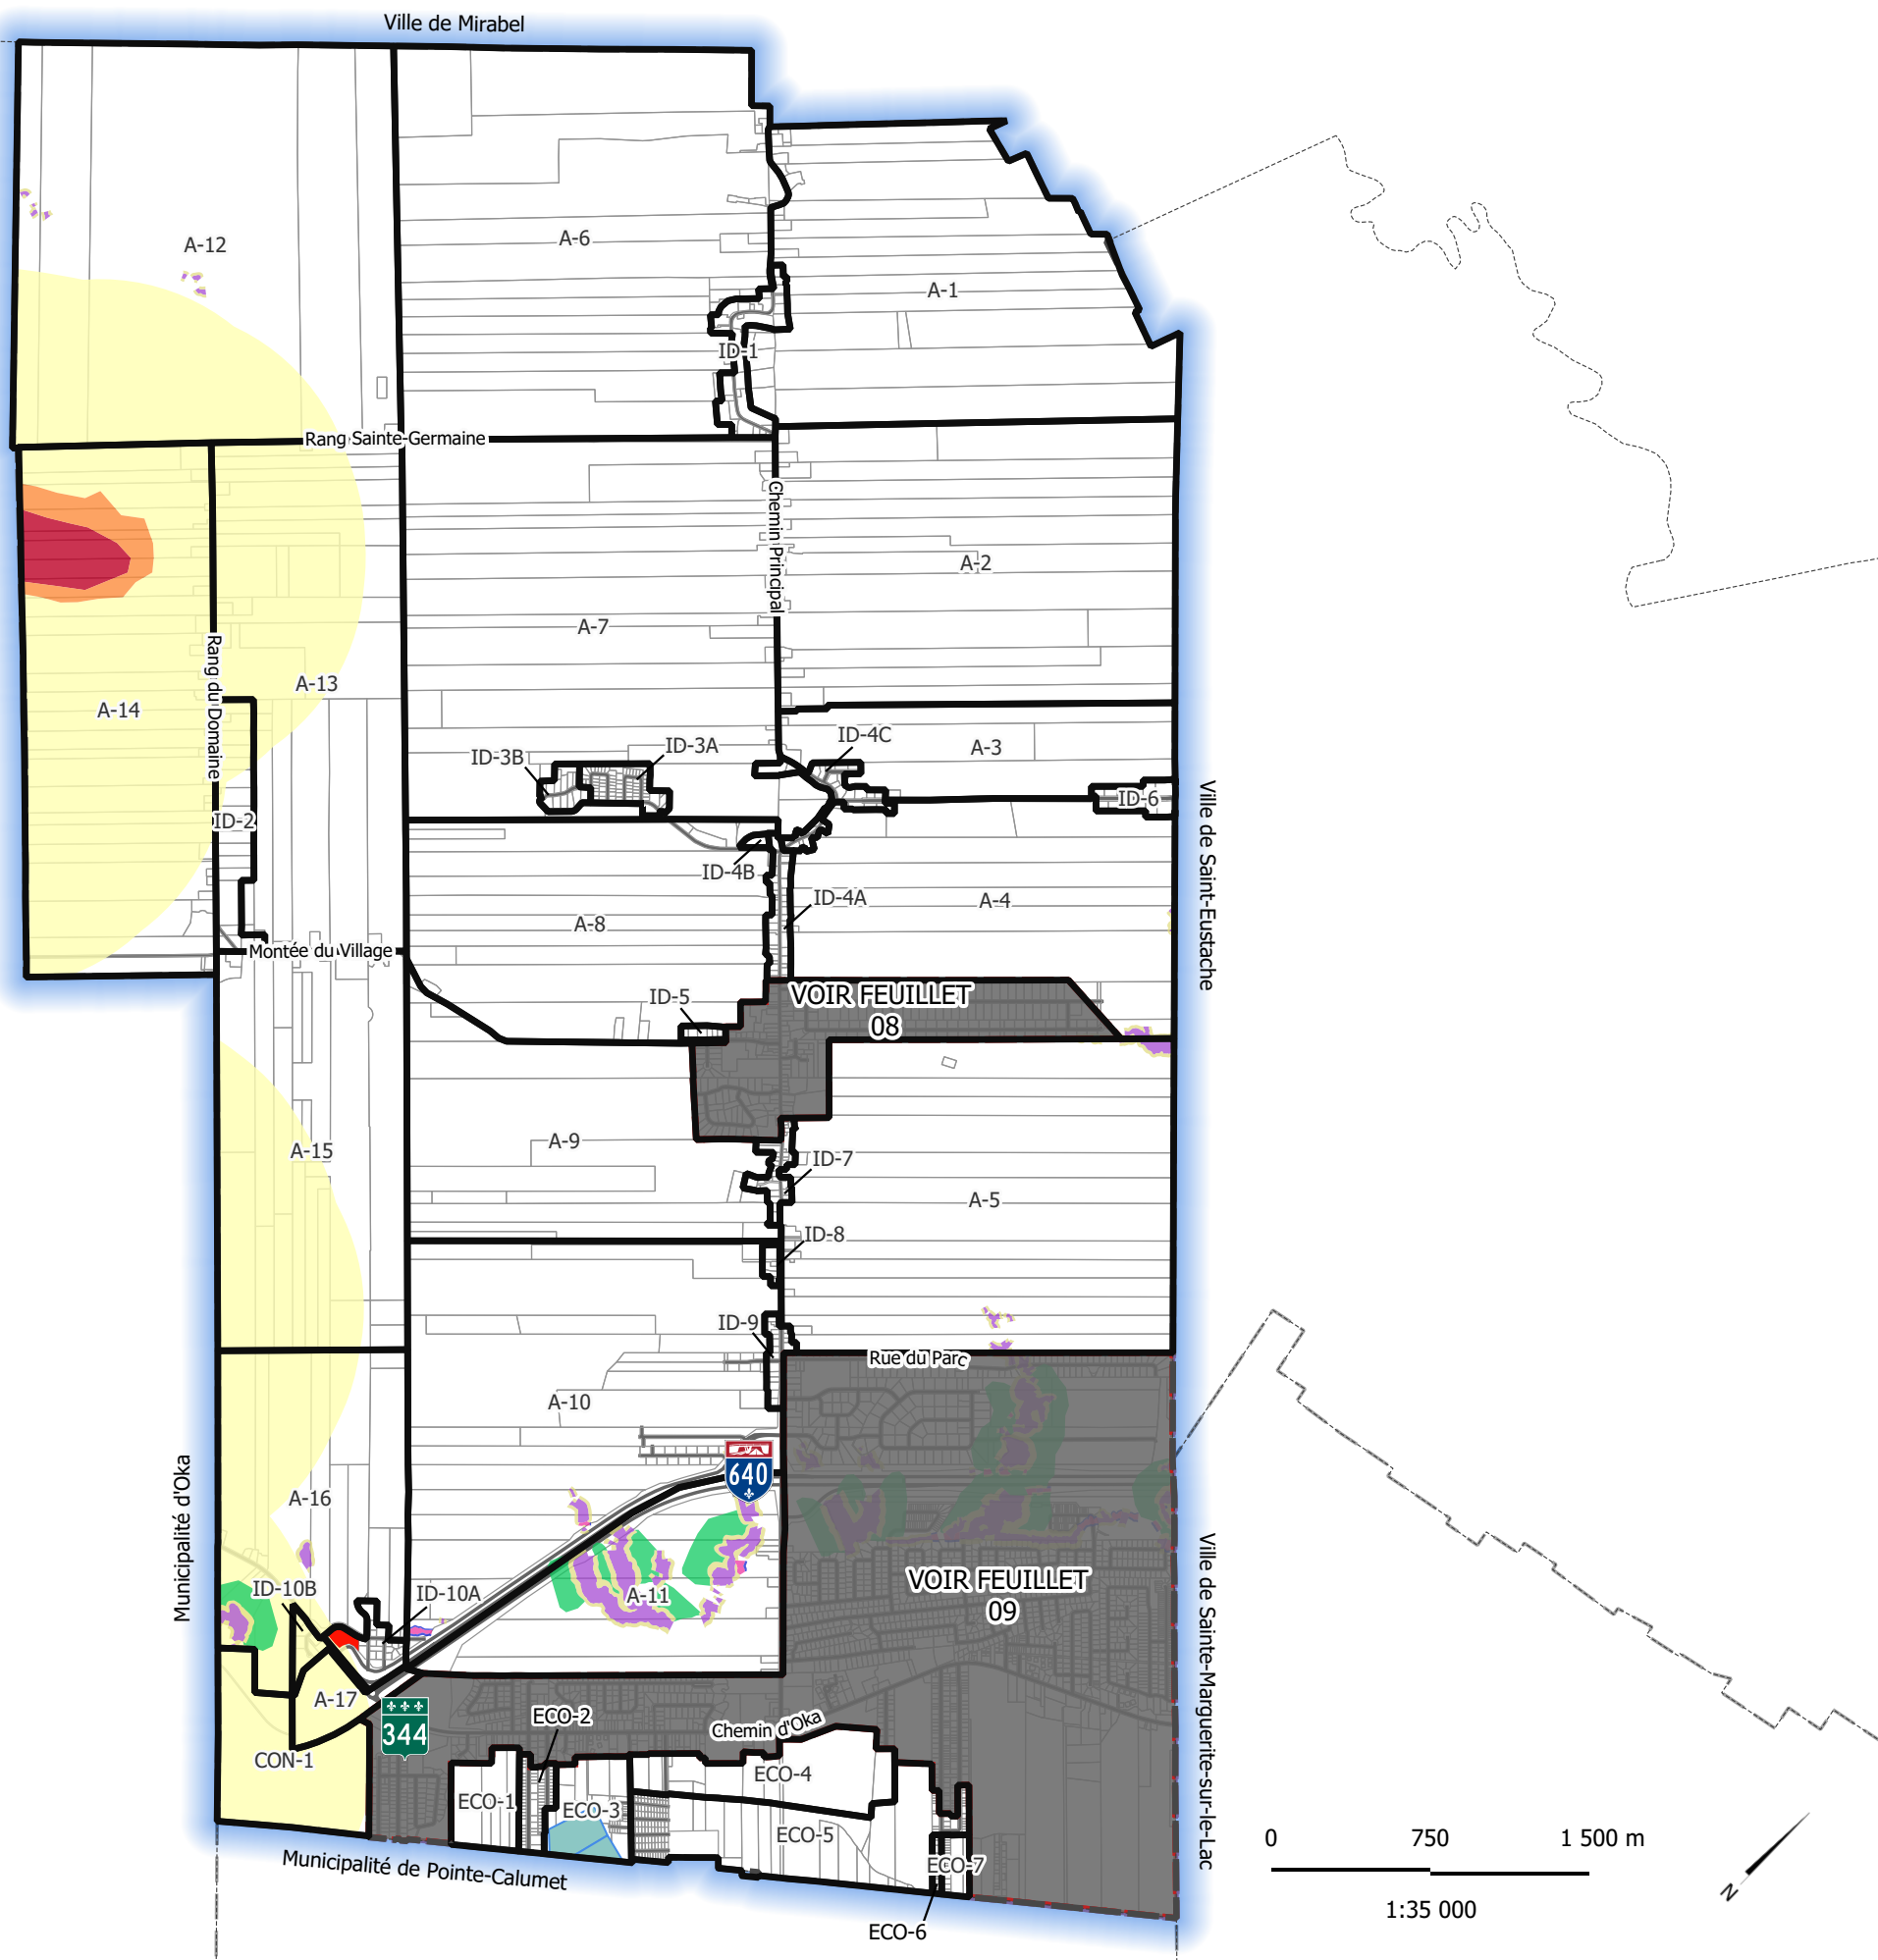 Ville de Mirabel
A-12
A-6
A-1
ID-1
Rang Sainte-Germaine
Chemin Principal
A-2
A-7
Rang du Domaine
A-13
A-14
ID-4C
ID-3A
ID-3B
A-3
ID-6
Ville de Saint-Eustache
ID-2
ID-4B
ID-4A
A-4
A-8
Montée du Village
ID-5
VOIR FEUILLET
08
A-9
A-15
ID-7
A-5
ID-8
ID-9
Rue du Parc
A-10
640
Municipalité d'Oka
A-16
ID-10B
ID-10A
A-11
VOIR FEUILLET
09
Ville de Sainte-Marguerite-sur-le-Lac
A-17
344
ECO-2
Chemin d'Oka
CON-1
ECO-4
ECO-1
ECO-3
ECO-5
ECO-7
Municipalité de Pointe-Calumet
ECO-6
0 750 1 500 m
1:35 000
N